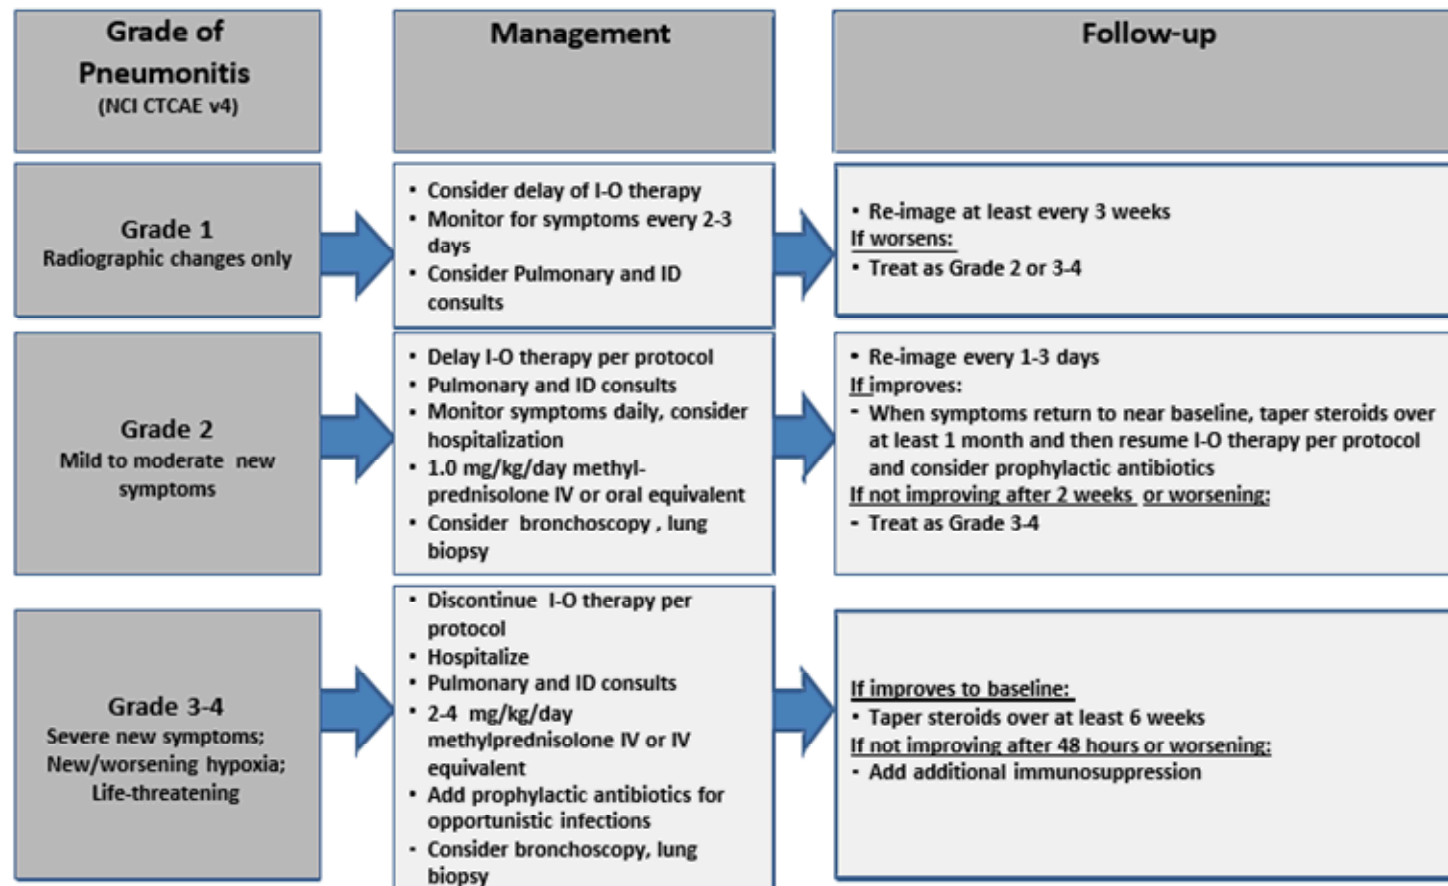 Grade of
Pneumonitis
(NCI CTCAE v4)
Management
Follow-up
Grade 1
Radiographic changes only
• Consider delay of I-O therapy
• Monitor for symptoms every 2-3
days
• Consider Pulmonary and ID
consults
• Re-image at least every 3 weeks
If worsens:
• Treat as Grade 2 or 3-4
Grade 2
Mild to moderate new
symptoms
• Delay I-O therapy per protocol
• Pulmonary and ID consults
• Monitor symptoms daily, consider
hospitalization
• 1.0 mg/kg/day methyl-
prednisolone IV or oral equivalent
• Consider bronchoscopy , lung
biopsy
• Re-image every 1-3 days
If improves:
- When symptoms return to near baseline, taper steroids over
at least 1 month and then resume I-O therapy per protocol
and consider prophylactic antibiotics
If not improving after 2 weeks or worsening:
- Treat as Grade 3-4
Grade 3-4
Severe new symptoms;
New/worsening hypoxia;
Life-threatening
• Discontinue I-O therapy per
protocol
• Hospitalize
• Pulmonary and ID consults
• 2-4 mg/kg/day
methylprednisolone IV or IV
equivalent
• Add prophylactic antibiotics for
opportunistic infections
- Consider bronchoscopy, lung
biopsy
If improves to baseline:
• Taper steroids over at least 6 weeks
If not improving after 48 hours or worsening:
- Add additional immunosuppression